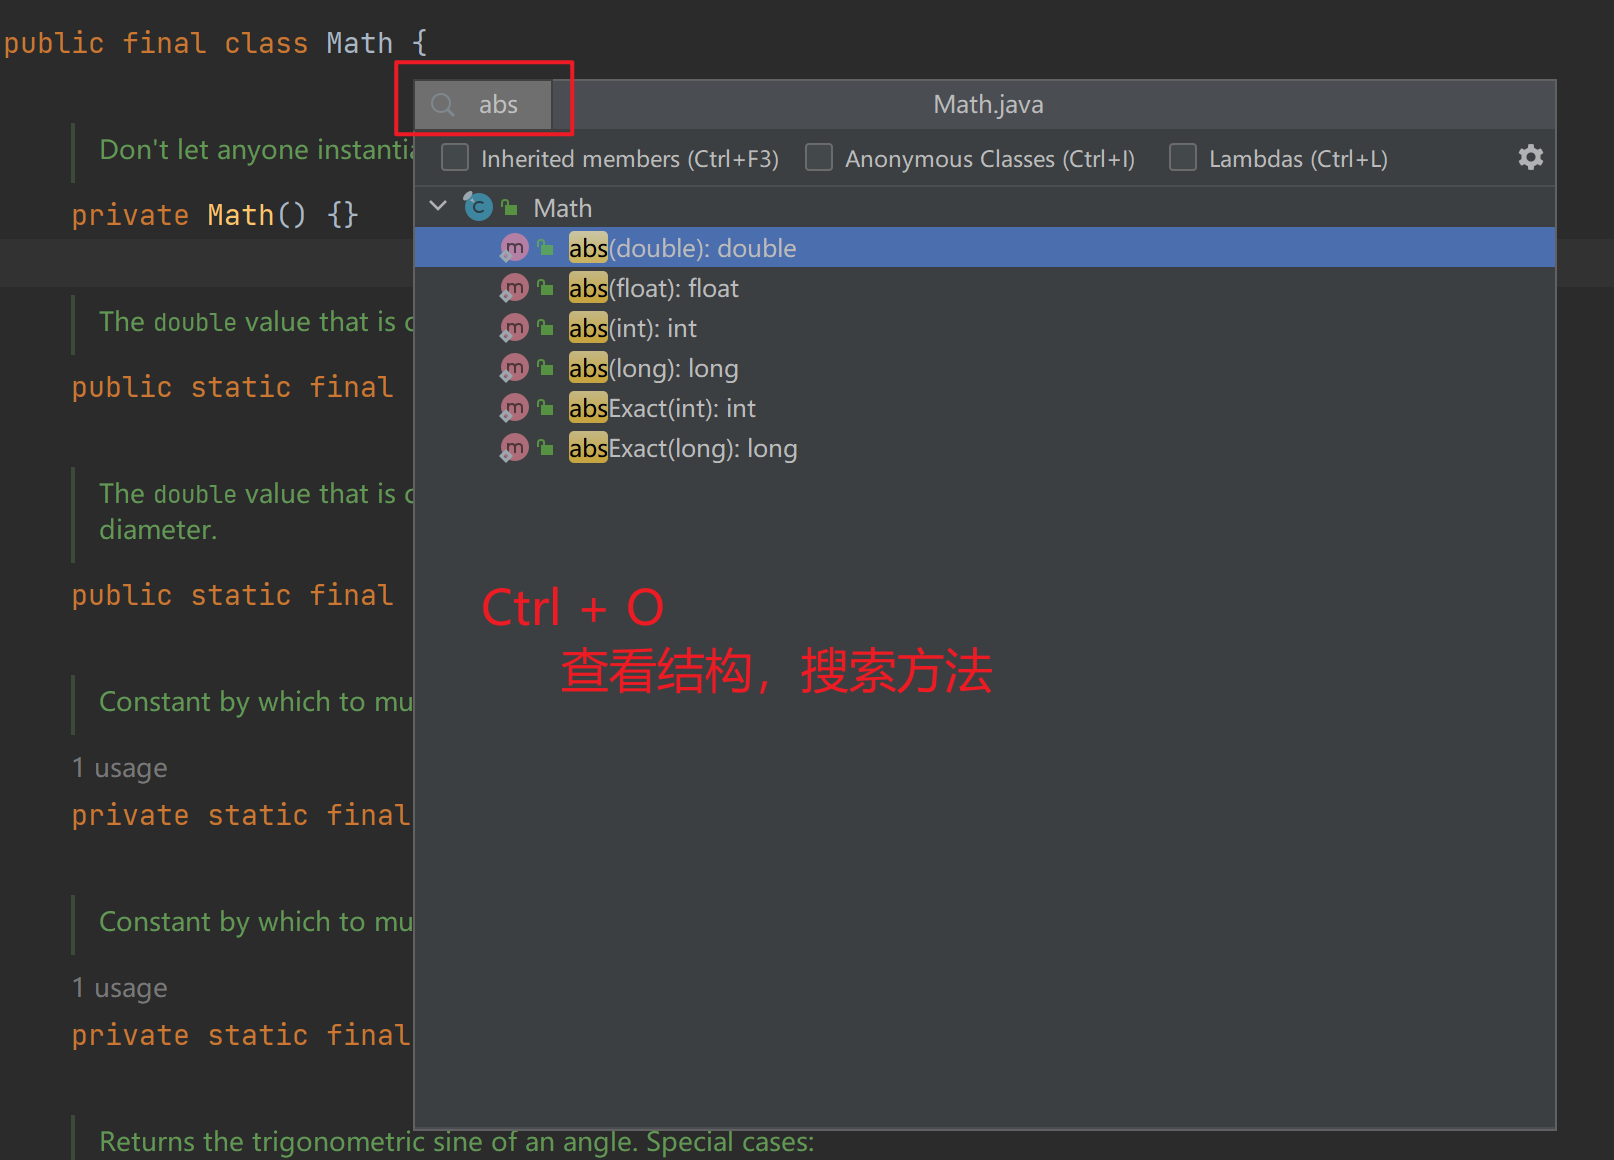 public final class Math {
abs
Math.java
Don't let anyone instantia
Inherited members (Ctrl+F3) Anonymous Classes (Ctrl+I) Lambdas (Ctrl+L)
private Math() {}
Math
abs(double): double
abs(float): float
The double value that is c
abs(int): int
abs(long): long
public static final
abs Exact(int): int
absExact(long): long
The double value that is c
diameter.
public static final
Ctrl + O
查看结构，搜索方法
Constant by which to mu
1 usage
private static final
Constant by which to mu
1 usage
private static final
Returns the trigonometric sine of an angle. Special cases: